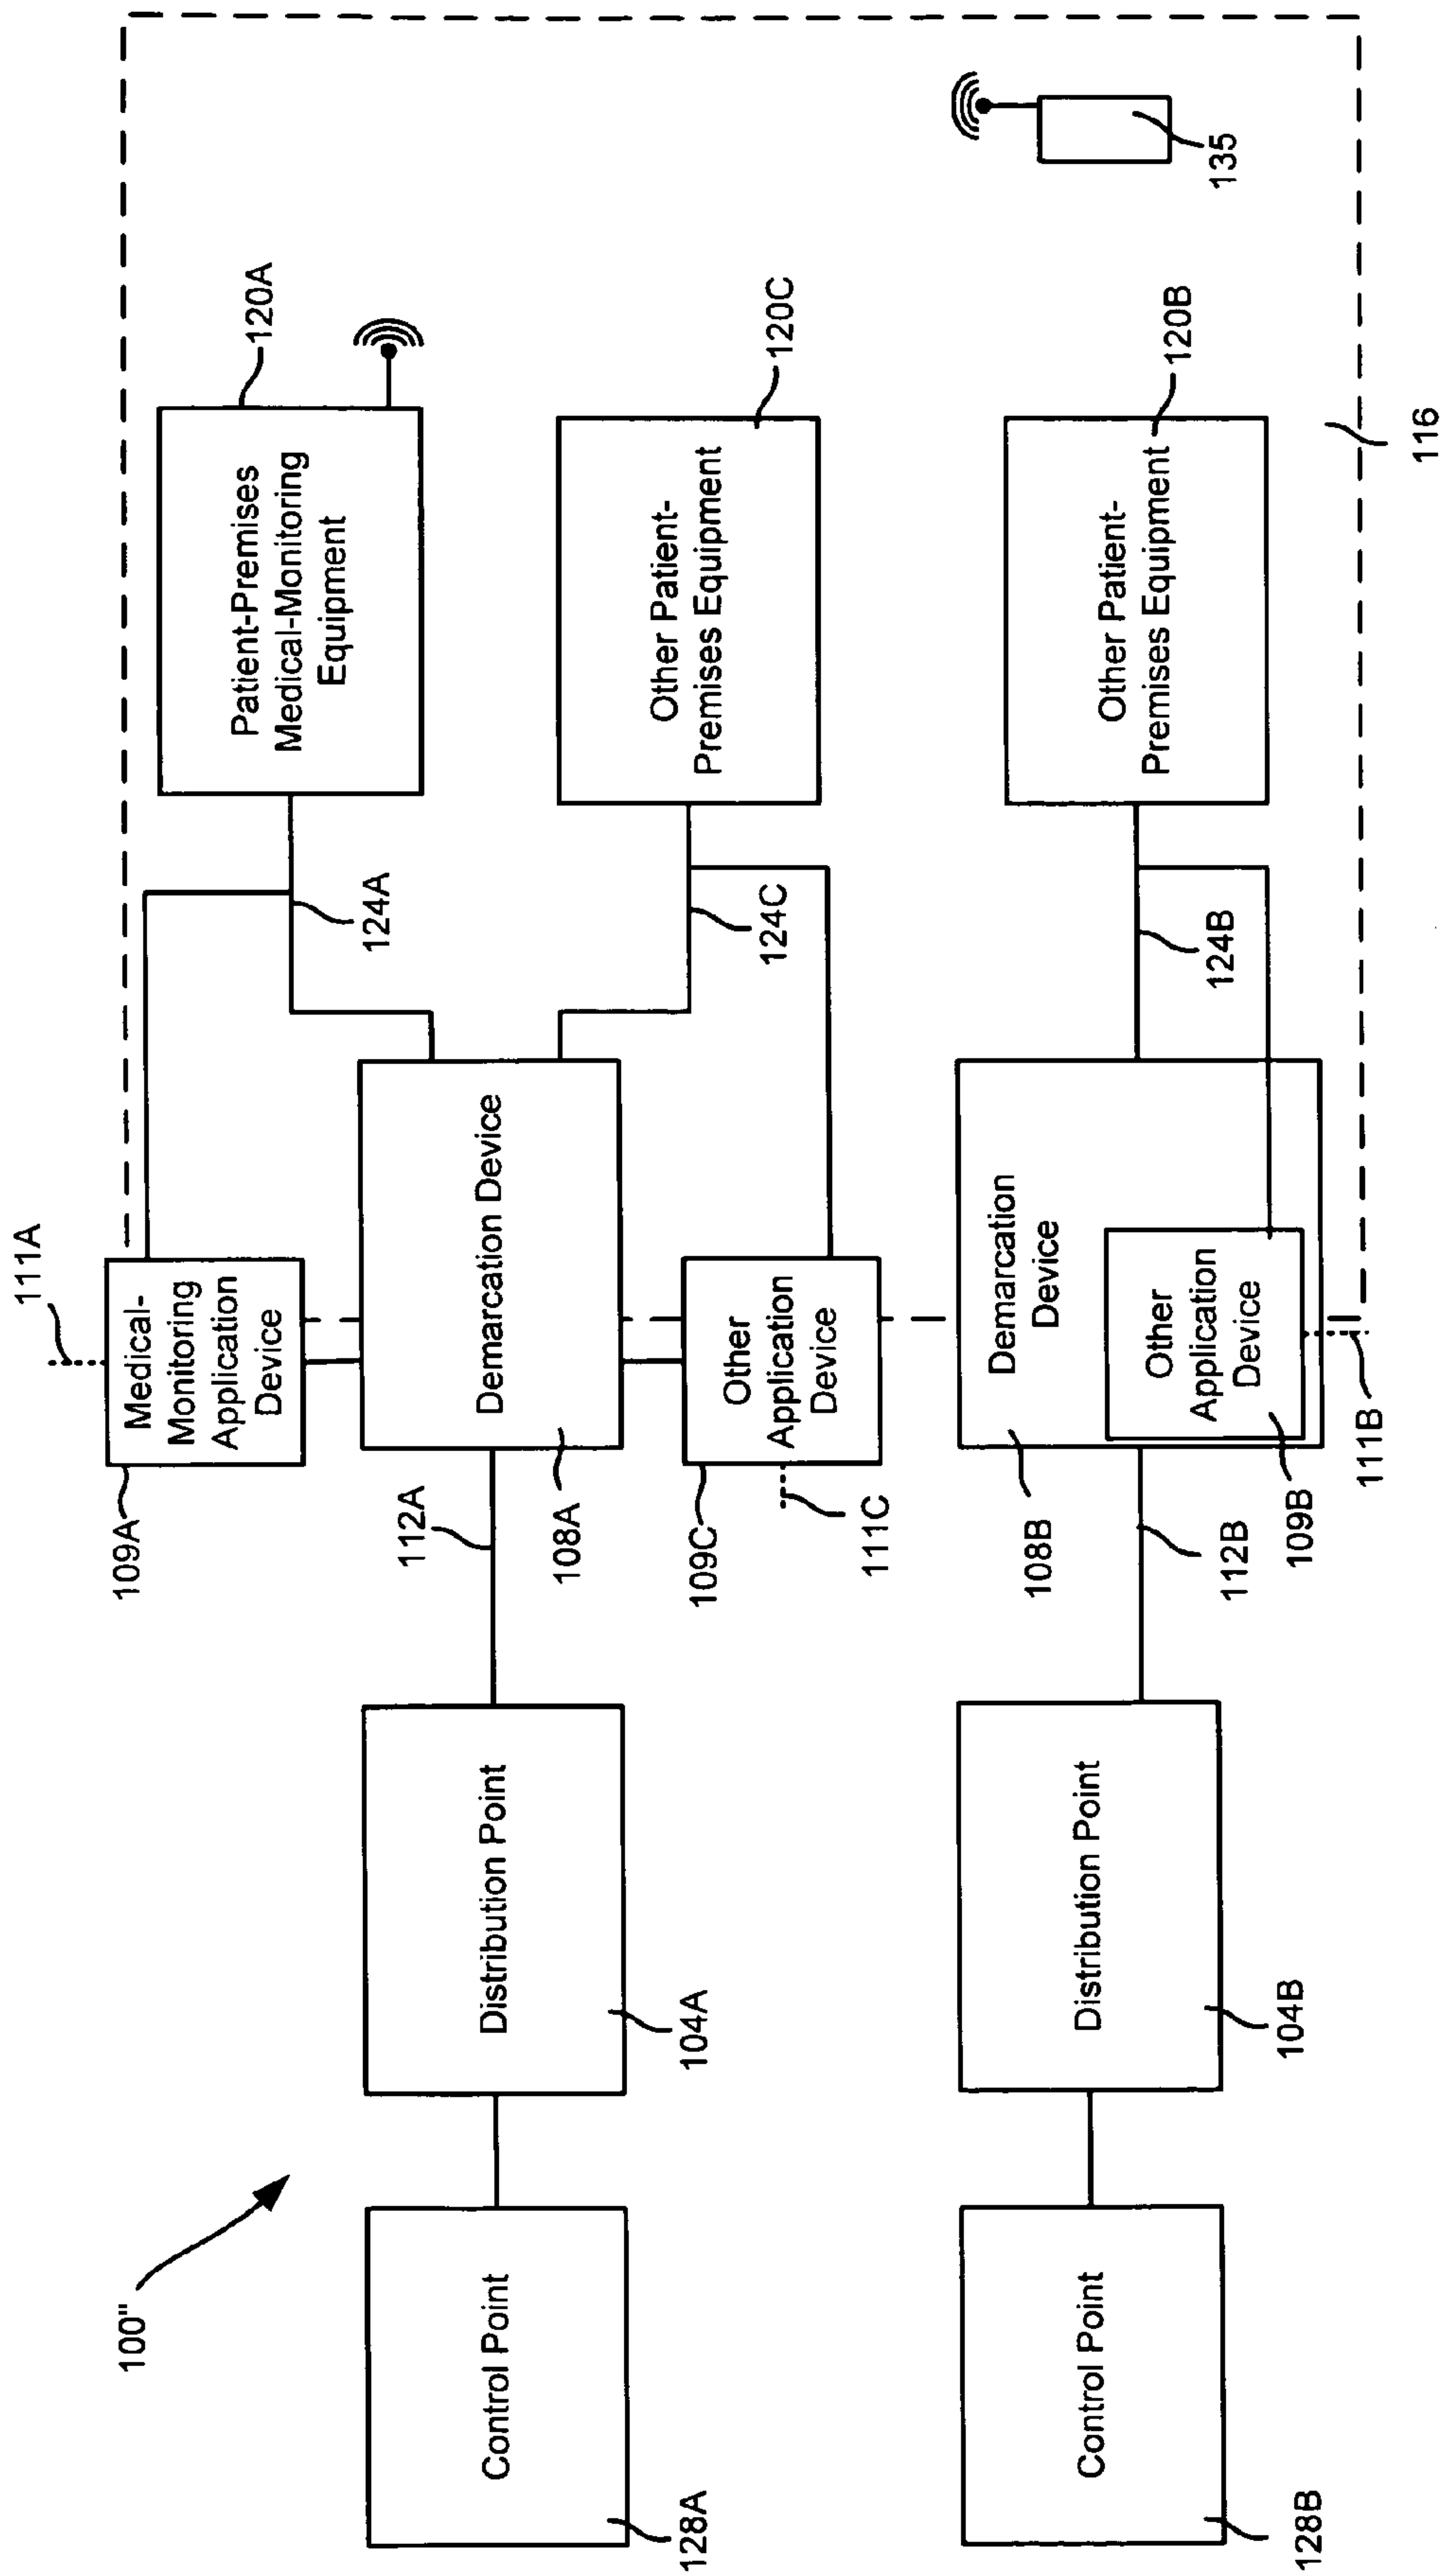 100"
111A
109A
Medical-
Monitoring
Application
Device
124A
Patient-Premises
Medical-Monitoring
Equipment
120A
Control Point
128A
Distribution Point
104A
112A
Demarcation Device
108A
109C
Other
Application
Device
111C
124C
Other Patient-
Premises Equipment
120C
135
Control Point
128B
Distribution Point
104B
112B
Demarcation
Device
108B
Other
Application
Device
109B
111B
124B
Other Patient-
Premises Equipment
120B
116